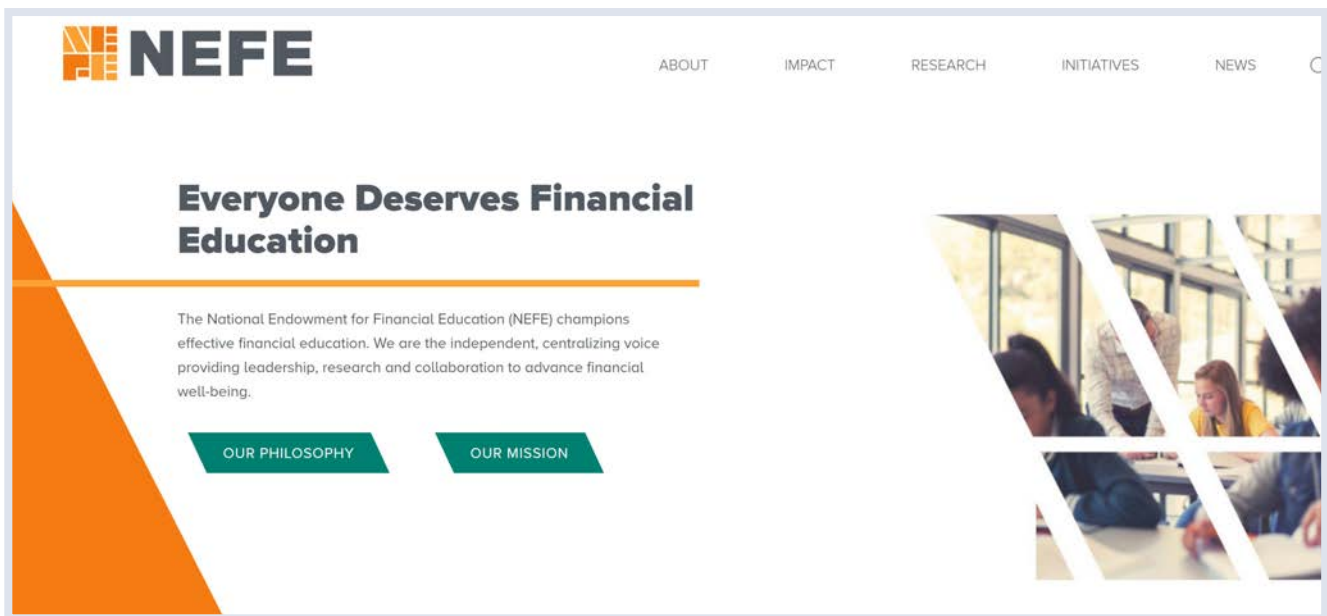 NEFE
ABOUT IMPACT RESEARCH INITIATIVES NEWS
Everyone Deserves Financial
Education
The National Endowment for Financial Education (NEFE) champions
effective financial education. We are the independent, centralizing voice
providing leadership, research and collaboration to advance financial
well-being.
OUR PHILOSOPHY OUR MISSION